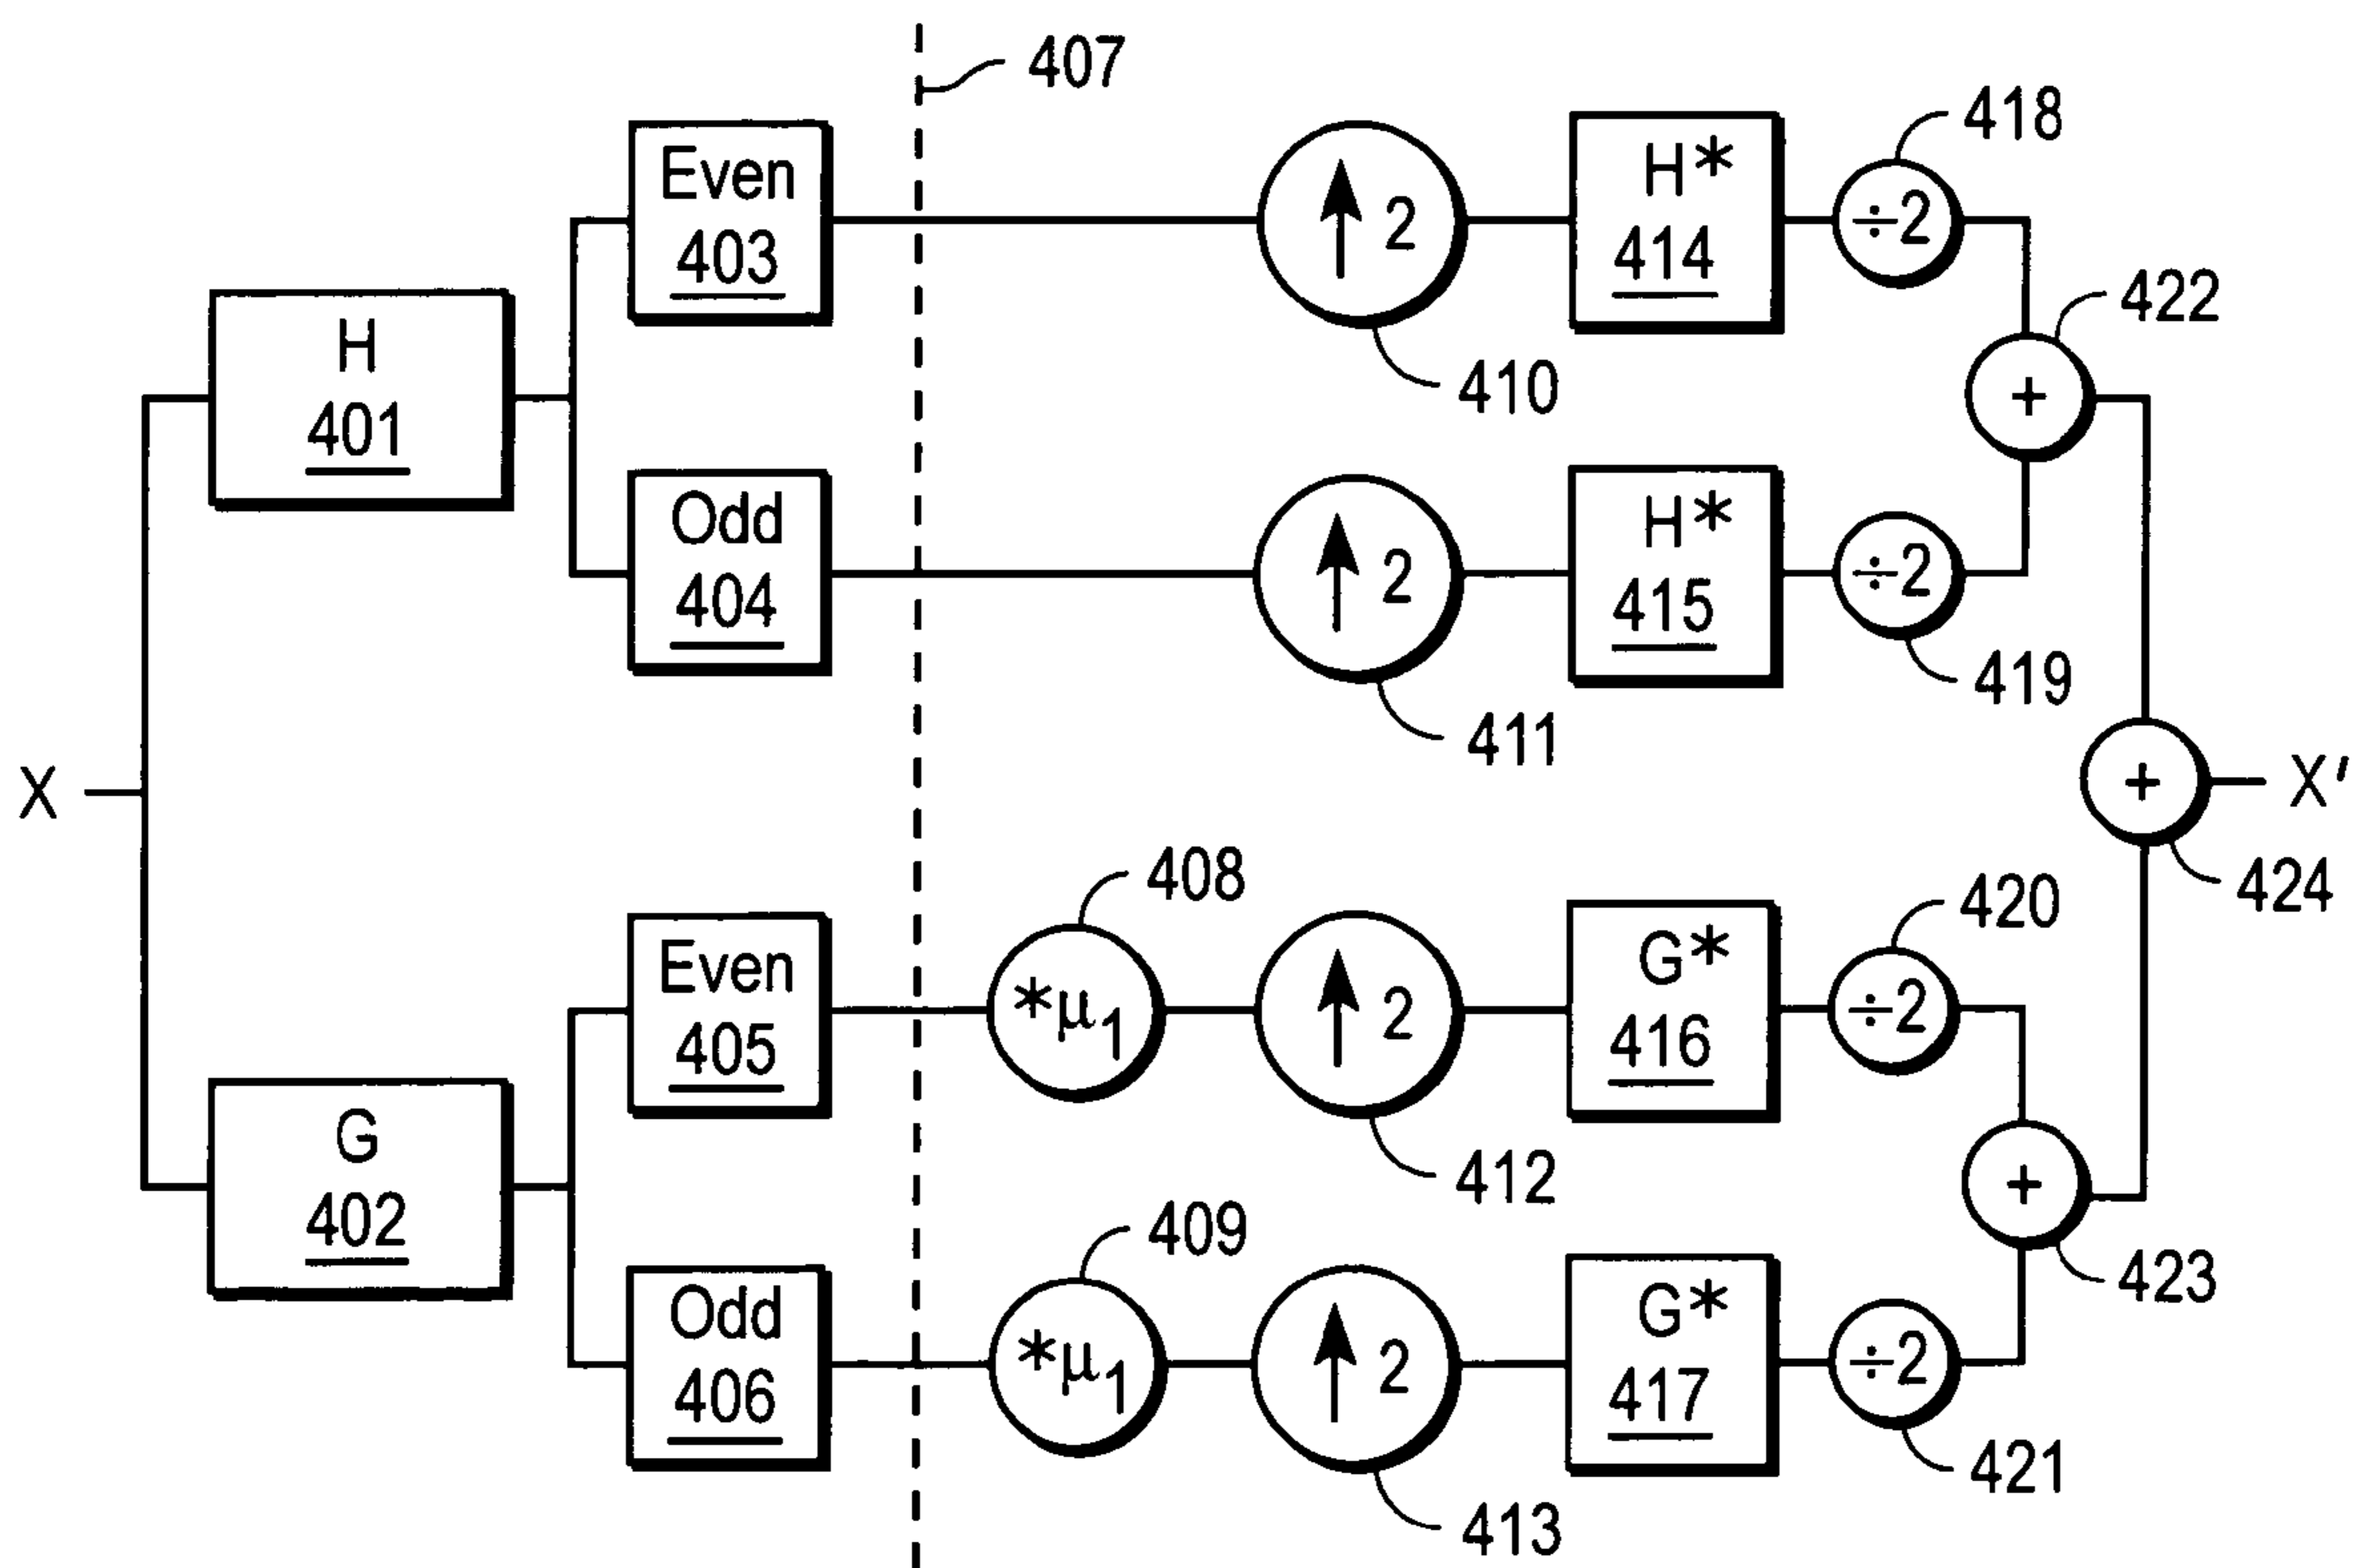 407
Even
403
↑ 2
H*
414
÷2
418
H
401
410
422
+
Odd
404
↑ 2
H*
415
÷2
419
411
X
+
X'
424
408
Even
405
*μ1
↑ 2
G*
416
÷2
420
G
402
412
+
423
409
Odd
406
*μ1
↑ 2
G*
417
÷2
421
413